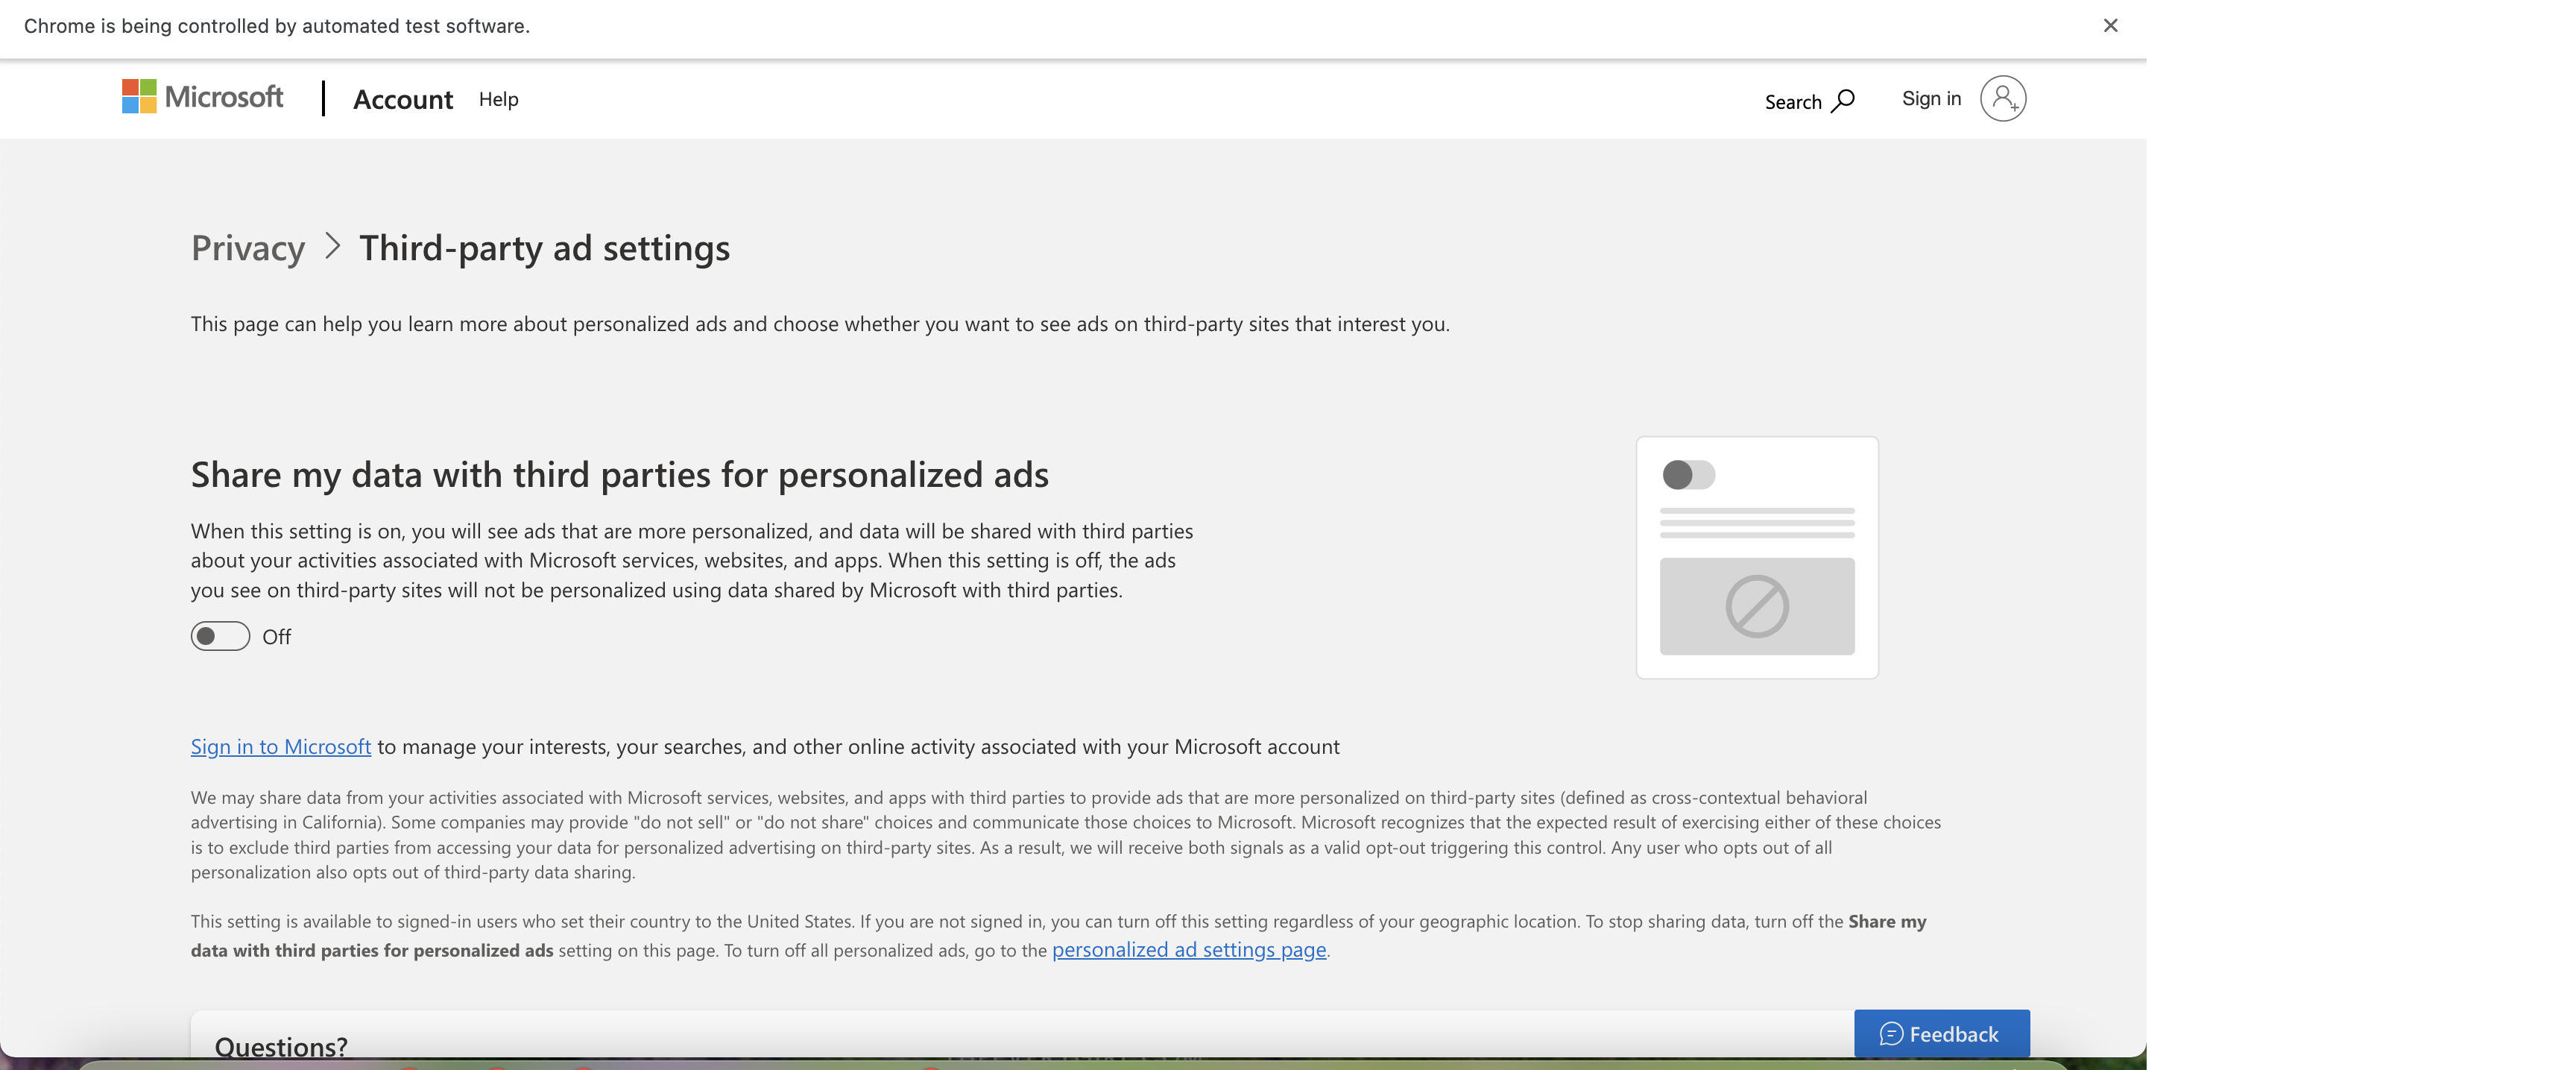 Chrome is being controlled by automated test software.
Microsoft
Account
Help
Search
Sign in
Privacy
Third-party ad settings
This page can help you learn more about personalized ads and choose whether you want to see ads on third-party sites that interest you.
Share my data with third parties for personalized ads
When this setting is on, you will see ads that are more personalized, and data will be shared with third parties
about your activities associated with Microsoft services, websites, and apps. When this setting is off, the ads
you see on third-party sites will not be personalized using data shared by Microsoft with third parties.
Off
Sign in to Microsoft to manage your interests, your searches, and other online activity associated with your Microsoft account
We may share data from your activities associated with Microsoft services, websites, and apps with third parties to provide ads that are more personalized on third-party sites (defined as cross-contextual behavioral
advertising in California). Some companies may provide "do not sell" or "do not share" choices and communicate those choices to Microsoft. Microsoft recognizes that the expected result of exercising either of these choices
is to exclude third parties from accessing your data for personalized advertising on third-party sites. As a result, we will receive both signals as a valid opt-out triggering this control. Any user who opts out of all
personalization also opts out of third-party data sharing.
This setting is available to signed-in users who set their country to the United States. If you are not signed in, you can turn off this setting regardless of your geographic location. To stop sharing data, turn off the Share my
data with third parties for personalized ads setting on this page. To turn off all personalized ads, go to the personalized ad settings page.
Questions?
Feedback